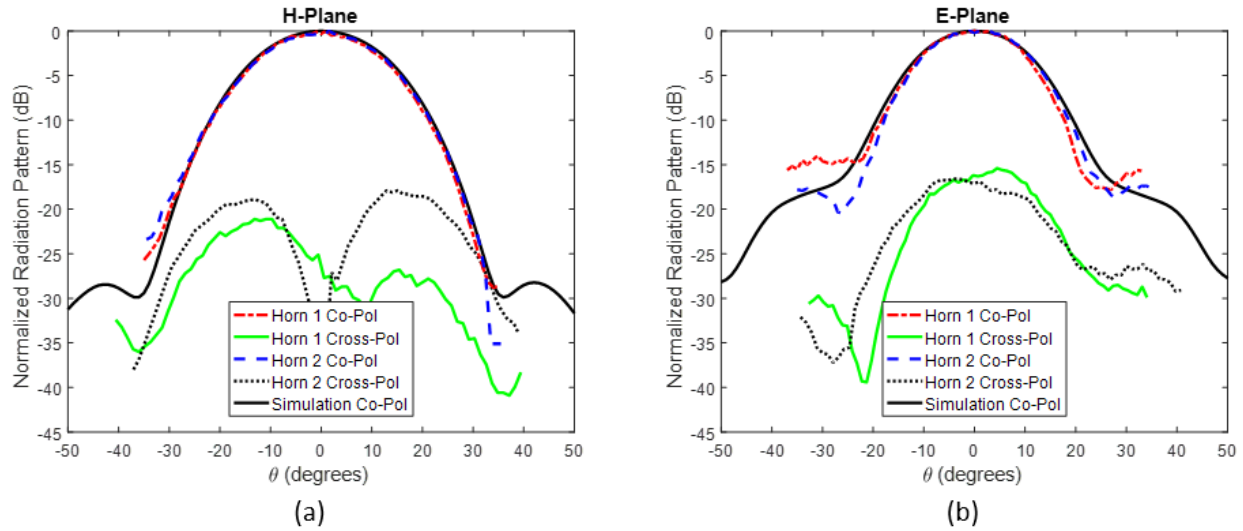 H-Plane
Normalized Radiation Pattern (dB)
0
-5
-10
-15
-20
-25
-30
-35
-40
-45
Horn 1 Co-Pol
Horn 1 Cross-Pol
Horn 2 Co-Pol
Horn 2 Cross-Pol
Simulation Co-Pol
-50 -40 -30 -20 -10 0 10 20 30 40 50
θ (degrees)
(a)
E-Plane
Normalized Radiation Pattern (dB)
0
-5
-10
-15
-20
-25
-30
-35
-40
-45
Horn 1 Co-Pol
Horn 1 Cross-Pol
Horn 2 Co-Pol
Horn 2 Cross-Pol
Simulation Co-Pol
-50 -40 -30 -20 -10 0 10 20 30 40 50
θ (degrees)
(b)